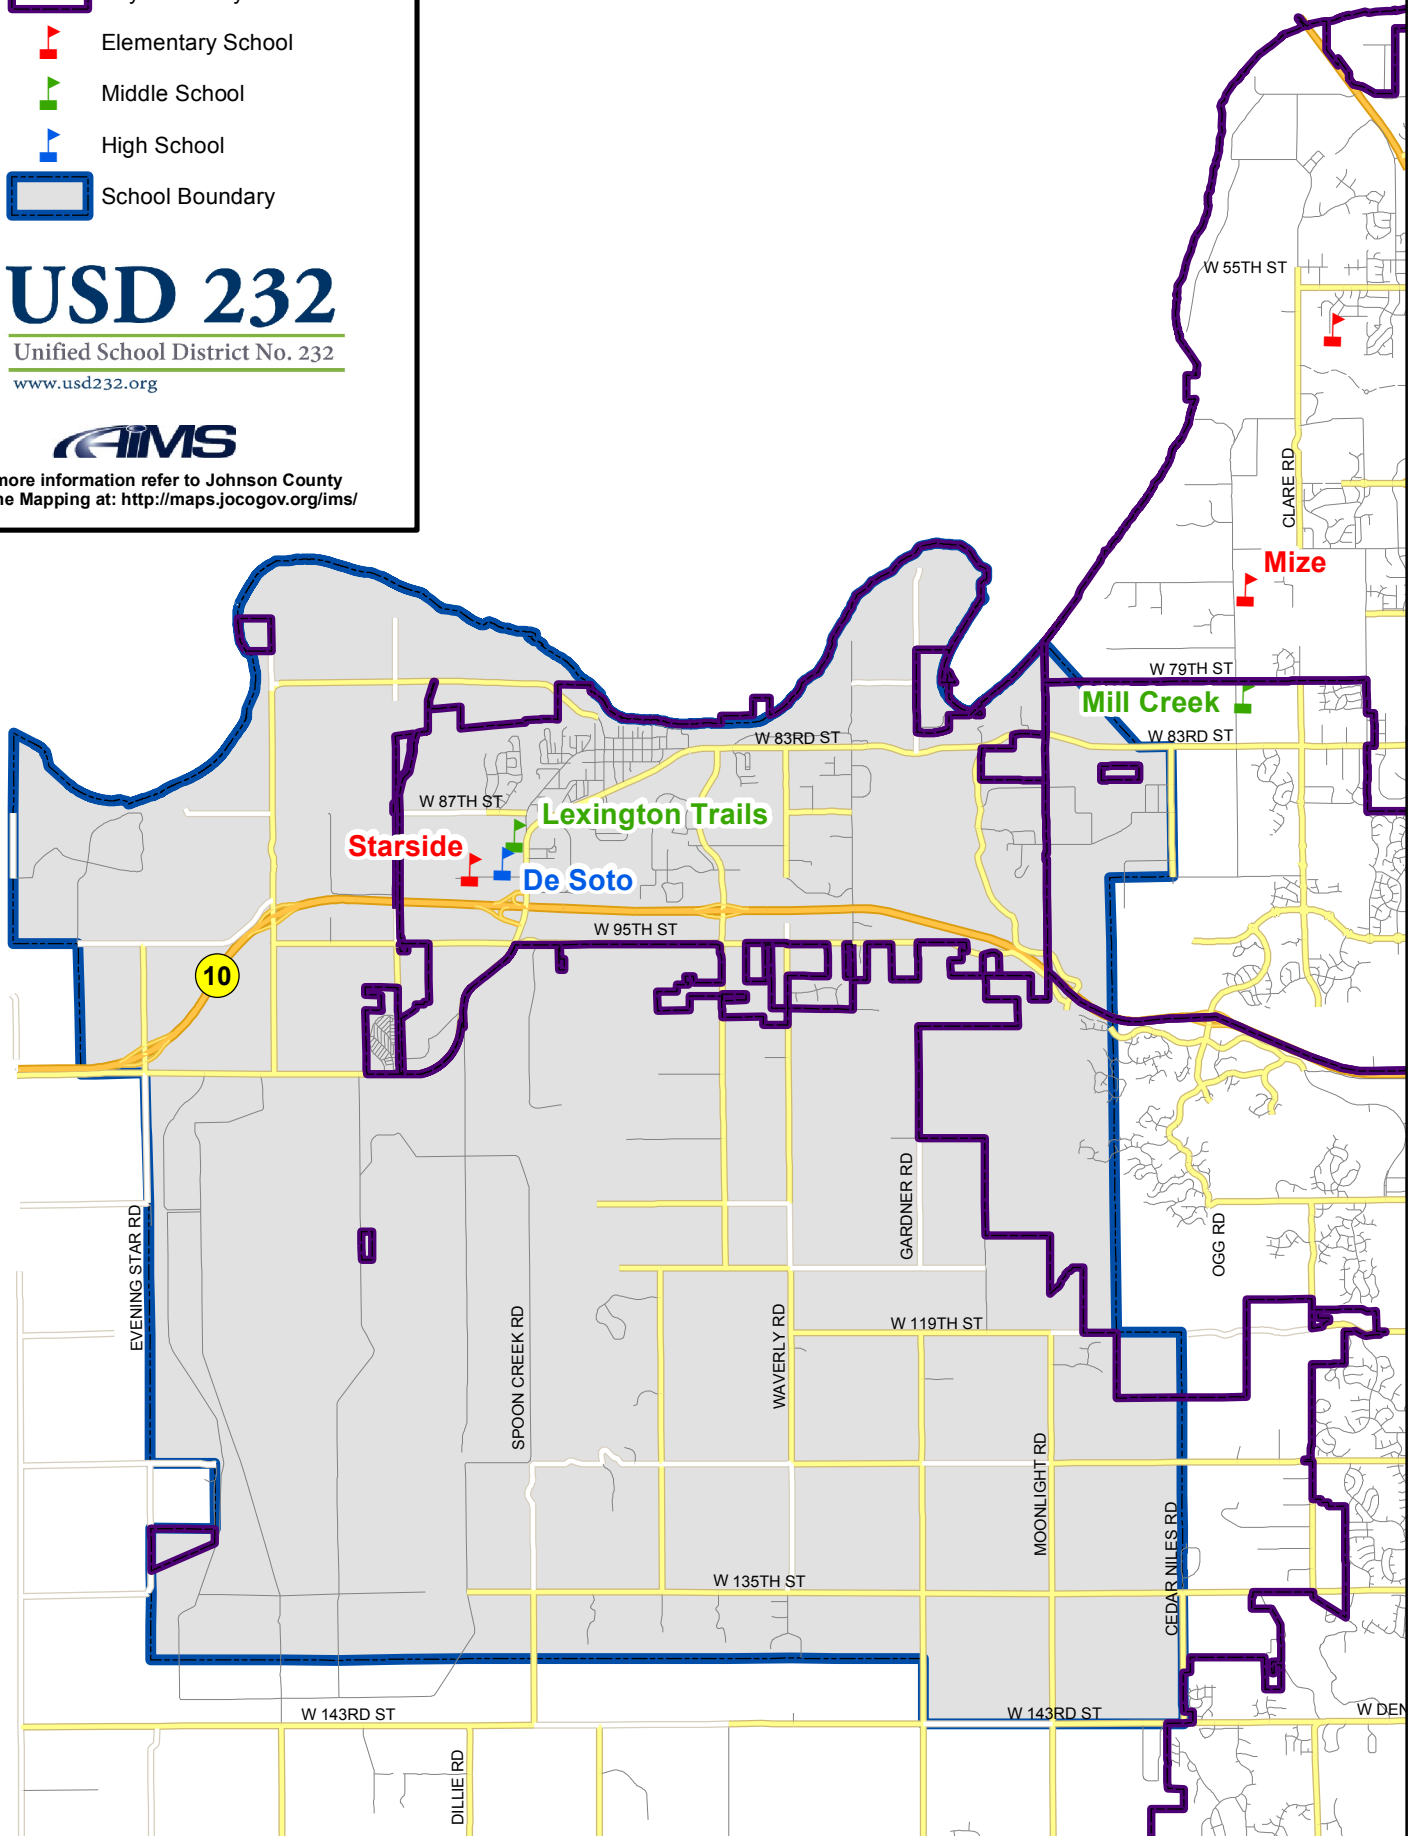 Elementary School
Middle School
High School
School Boundary
USD 232
Unified School District No. 232
www.usd232.org
AIMS
more information refer to Johnson County
Mapping at: http://maps.jocogov.org/ims/
W 55TH ST
CLARE RD
Mize
W 79TH ST
Mill Creek
W 83RD ST
W 83RD ST
W 87TH ST
Lexington Trails
Starside
De Soto
W 95TH ST
10
EVENING STAR RD
GARDNER RD
OGG RD
SPOON CREEK RD
WAVERLY RD
W 119TH ST
MOONLIGHT RD
CEDAR NILES RD
W 135TH ST
W 143RD ST
W 143RD ST
W DEN
DILLIE RD